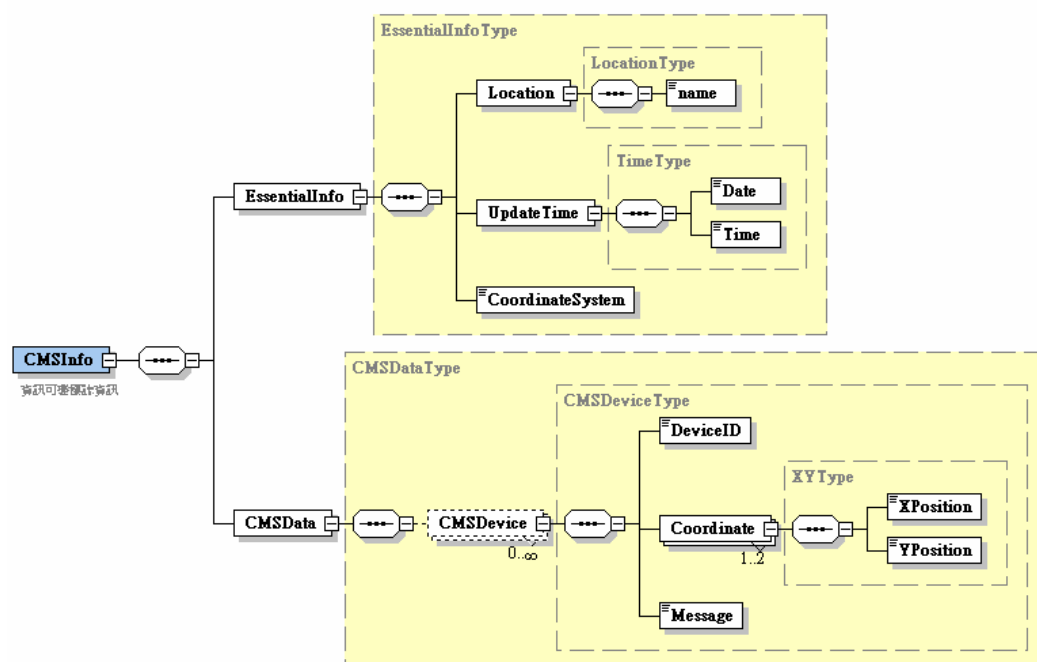 EssentialInfoType
LocationType
Location
name
TimeType
EssentialInfo
UpdateTime
Date
Time
CoordinateSystem
CMSInfo
CMSDataType
CMSDeviceType
DeviceID
XYType
CMSData
CMSDevice
0..∞
Coordinate
1..2
XPosition
YPosition
Message